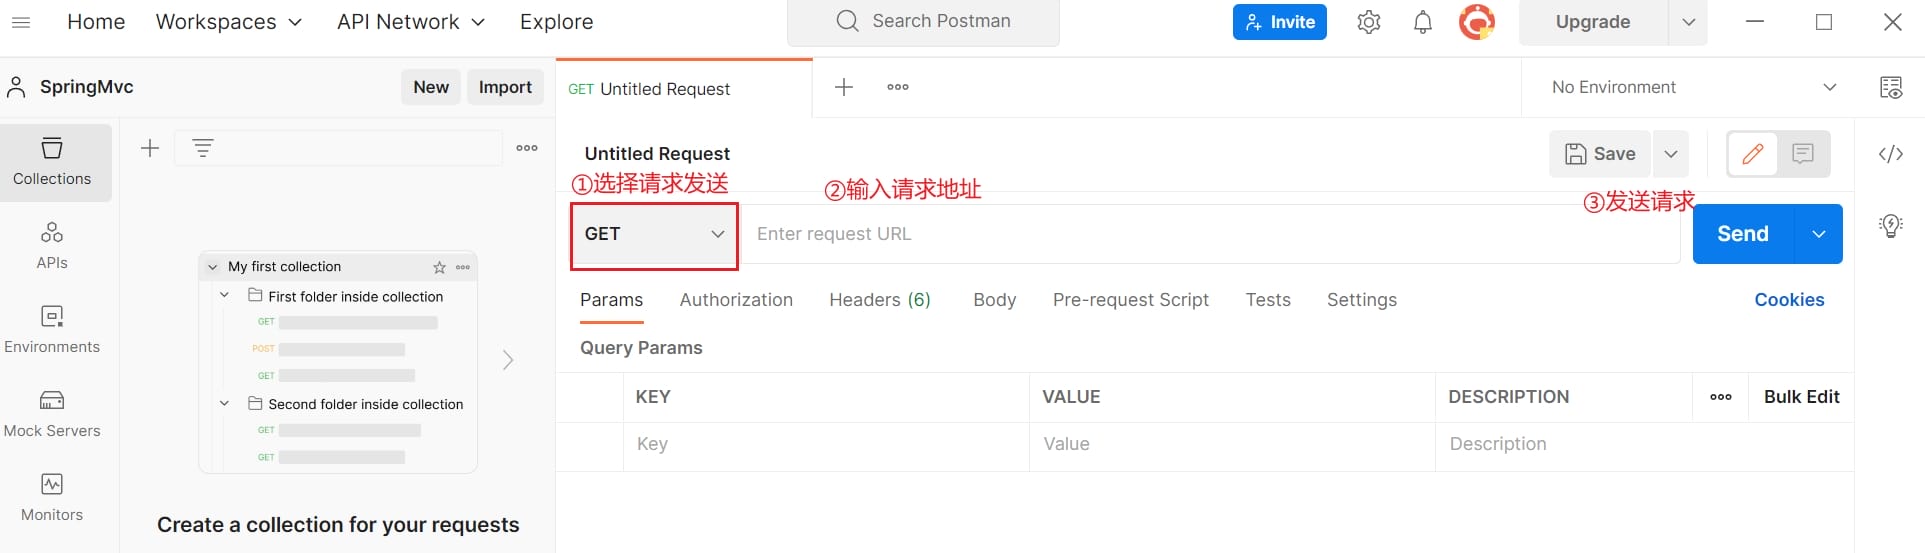 Home Workspaces API Network Explore Search Postman Invite Upgrade
SpringMvc New Import GET Untitled Request No Environment
Untitled Request Save
Collections
①选择请求发送 ②输入请求地址 ③发送请求
GET Enter request URL Send
APIs
My first collection
First folder inside collection
Params Authorization Headers (6) Body Pre-request Script Tests Settings Cookies
GET
Environments
POST
Query Params
GET
KEY VALUE DESCRIPTION Bulk Edit
Second folder inside collection
Mock Servers
GET
Key Value Description
GET
Monitors
Create a collection for your requests